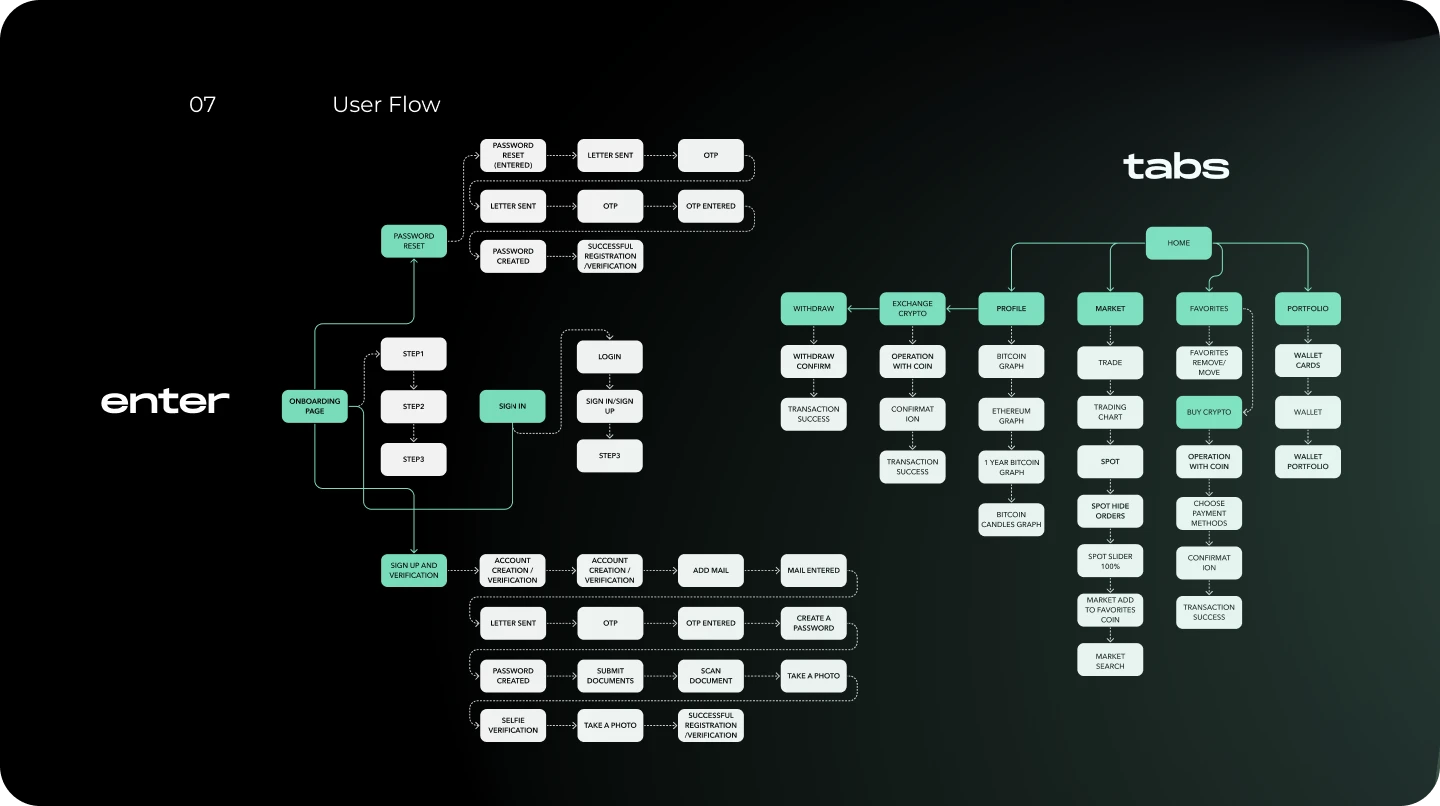 07
User Flow
enter
PASSWORD
RESET
(ENTERED)
LETTER SENT
OTP
LETTER SENT
OTP
OTP ENTERED
PASSWORD
RESET
PASSWORD
CREATED
SUCCESSFUL
REGISTRATION
/VERIFICATION
STEP1
STEP2
STEP3
ONBOARDING
PAGE
SIGN IN
LOGIN
SIGN IN/SIGN
UP
STEP3
SIGN UP AND
VERIFICATION
ACCOUNT
CREATION /
VERIFICATION
ACCOUNT
CREATION /
VERIFICATION
ADD MAIL
MAIL ENTERED
LETTER SENT
OTP
OTP ENTERED
CREATE A
PASSWORD
PASSWORD
CREATED
SUBMIT
DOCUMENTS
SCAN
DOCUMENT
TAKE A PHOTO
SELFIE
VERIFICATION
TAKE A PHOTO
SUCCESSFUL
REGISTRATION
/VERIFICATION
tabs
HOME
WITHDRAW
WITHDRAW
CONFIRM
TRANSACTION
SUCCESS
EXCHANGE
CRYPTO
OPERATION
WITH COIN
CONFIRMAT
ION
TRANSACTION
SUCCESS
PROFILE
BITCOIN
GRAPH
ETHEREUM
GRAPH
1 YEAR BITCOIN
GRAPH
BITCOIN
CANDLES GRAPH
MARKET
TRADE
TRADING
CHART
SPOT
SPOT HIDE
ORDERS
SPOT SLIDER
100%
MARKET ADD
TO FAVORITES
COIN
MARKET
SEARCH
FAVORITES
FAVORITES
REMOVE/
MOVE
BUY CRYPTO
OPERATION
WITH COIN
CHOOSE
PAYMENT
METHODS
CONFIRMAT
ION
TRANSACTION
SUCCESS
PORTFOLIO
WALLET
CARDS
WALLET
WALLET
PORTFOLIO